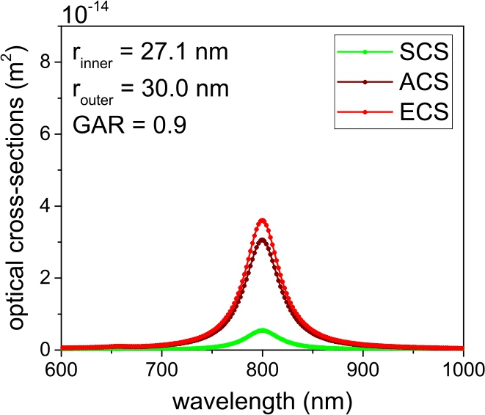 10⁻¹⁴
8
6
4
2
0
optical cross-sections (m²)
r_inner = 27.1 nm
r_outer = 30.0 nm
GAR = 0.9
SCS
ACS
ECS
600 700 800 900 1000
wavelength (nm)